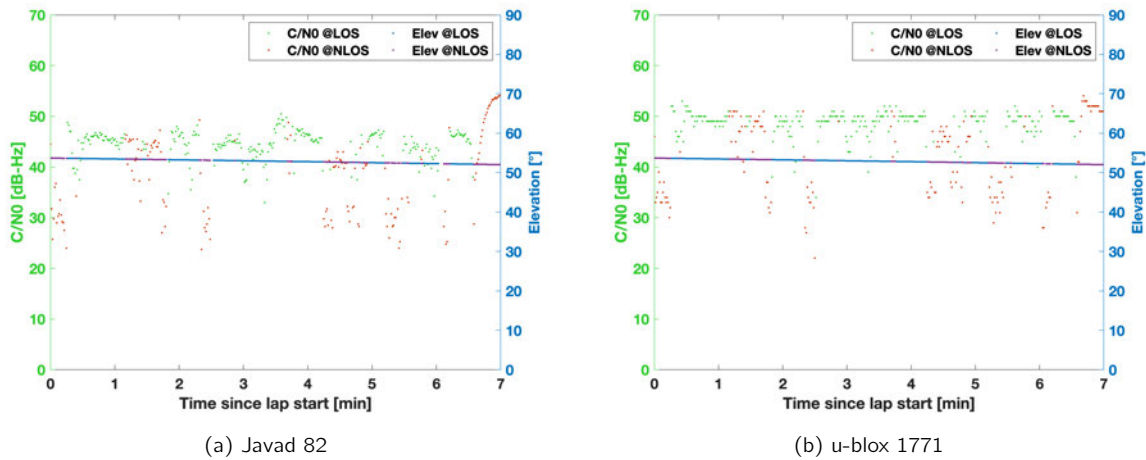 70
60
50
40
30
20
10
0
C/N0 [dB-Hz]
C/N0 @LOS Elev @LOS
C/N0 @NLOS Elev @NLOS
90
80
70
60
50
40
30
20
10
0
Elevation [°]
0 1 2 3 4 5 6 7
Time since lap start [min]
(a) Javad 82
70
60
50
40
30
20
10
0
C/N0 [dB-Hz]
C/N0 @LOS Elev @LOS
C/N0 @NLOS Elev @NLOS
90
80
70
60
50
40
30
20
10
0
Elevation [°]
0 1 2 3 4 5 6 7
Time since lap start [min]
(b) u-blox 1771